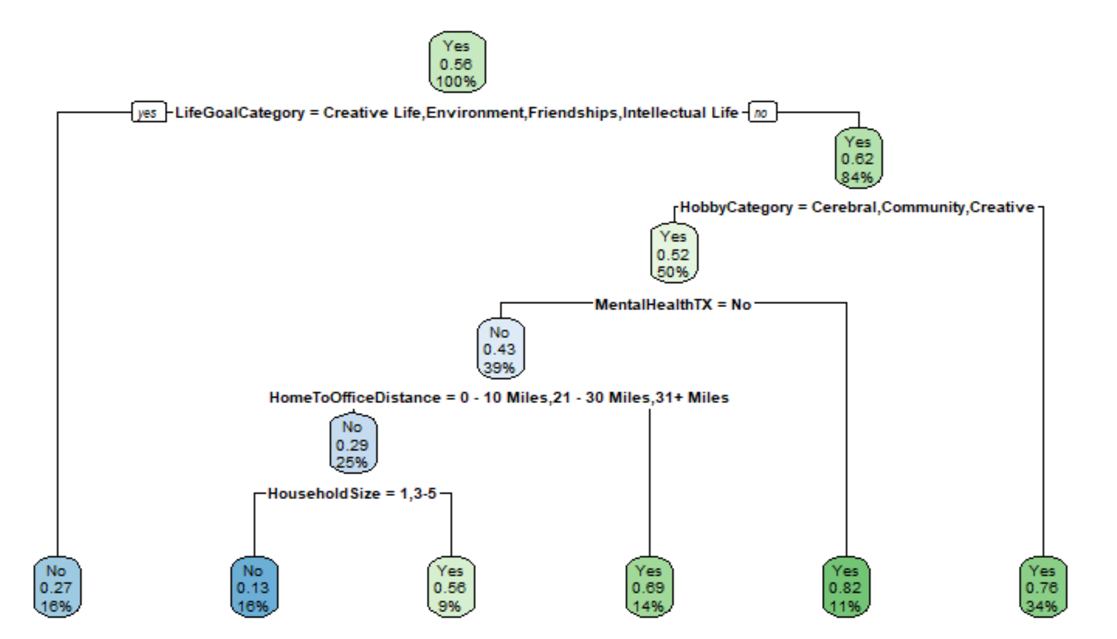 Yes
0.56
100%
yes LifeGoalCategory = Creative Life,Environment,Friendships,Intellectual Life no
Yes
0.62
84%
HobbyCategory = Cerebral,Community,Creative
Yes
0.52
50%
MentalHealthTX = No
No
0.43
39%
HomeToOfficeDistance = 0 - 10 Miles,21 - 30 Miles,31+ Miles
No
0.29
25%
HouseholdSize = 1,3-5
No
0.27
16%
No
0.13
16%
Yes
0.56
9%
Yes
0.69
14%
Yes
0.82
11%
Yes
0.76
34%